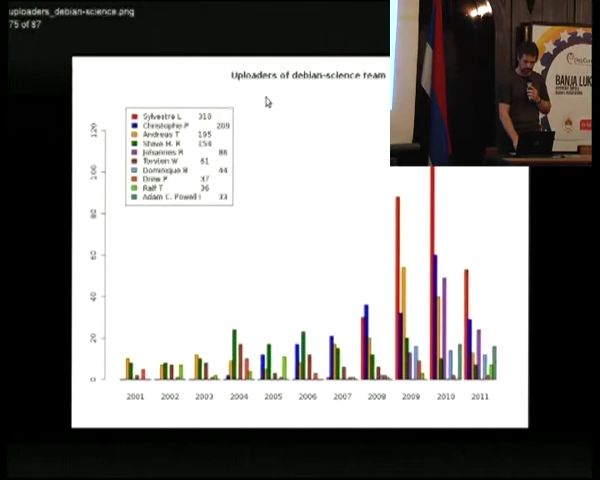 uploaders_debian-science.png
75 of 87
Uploaders of debian-science team
Sylvestre L 310
Christophe P 209
Andreas T 195
Steve M. R 154
Johannes R 88
Torsten W 61
Dominique B 44
Drew P 37
Ralf T 36
Adam C. Powell I 33
120
100
80
60
40
20
0
2001 2002 2003 2004 2005 2006 2007 2008 2009 2010 2011
BANJA LUK